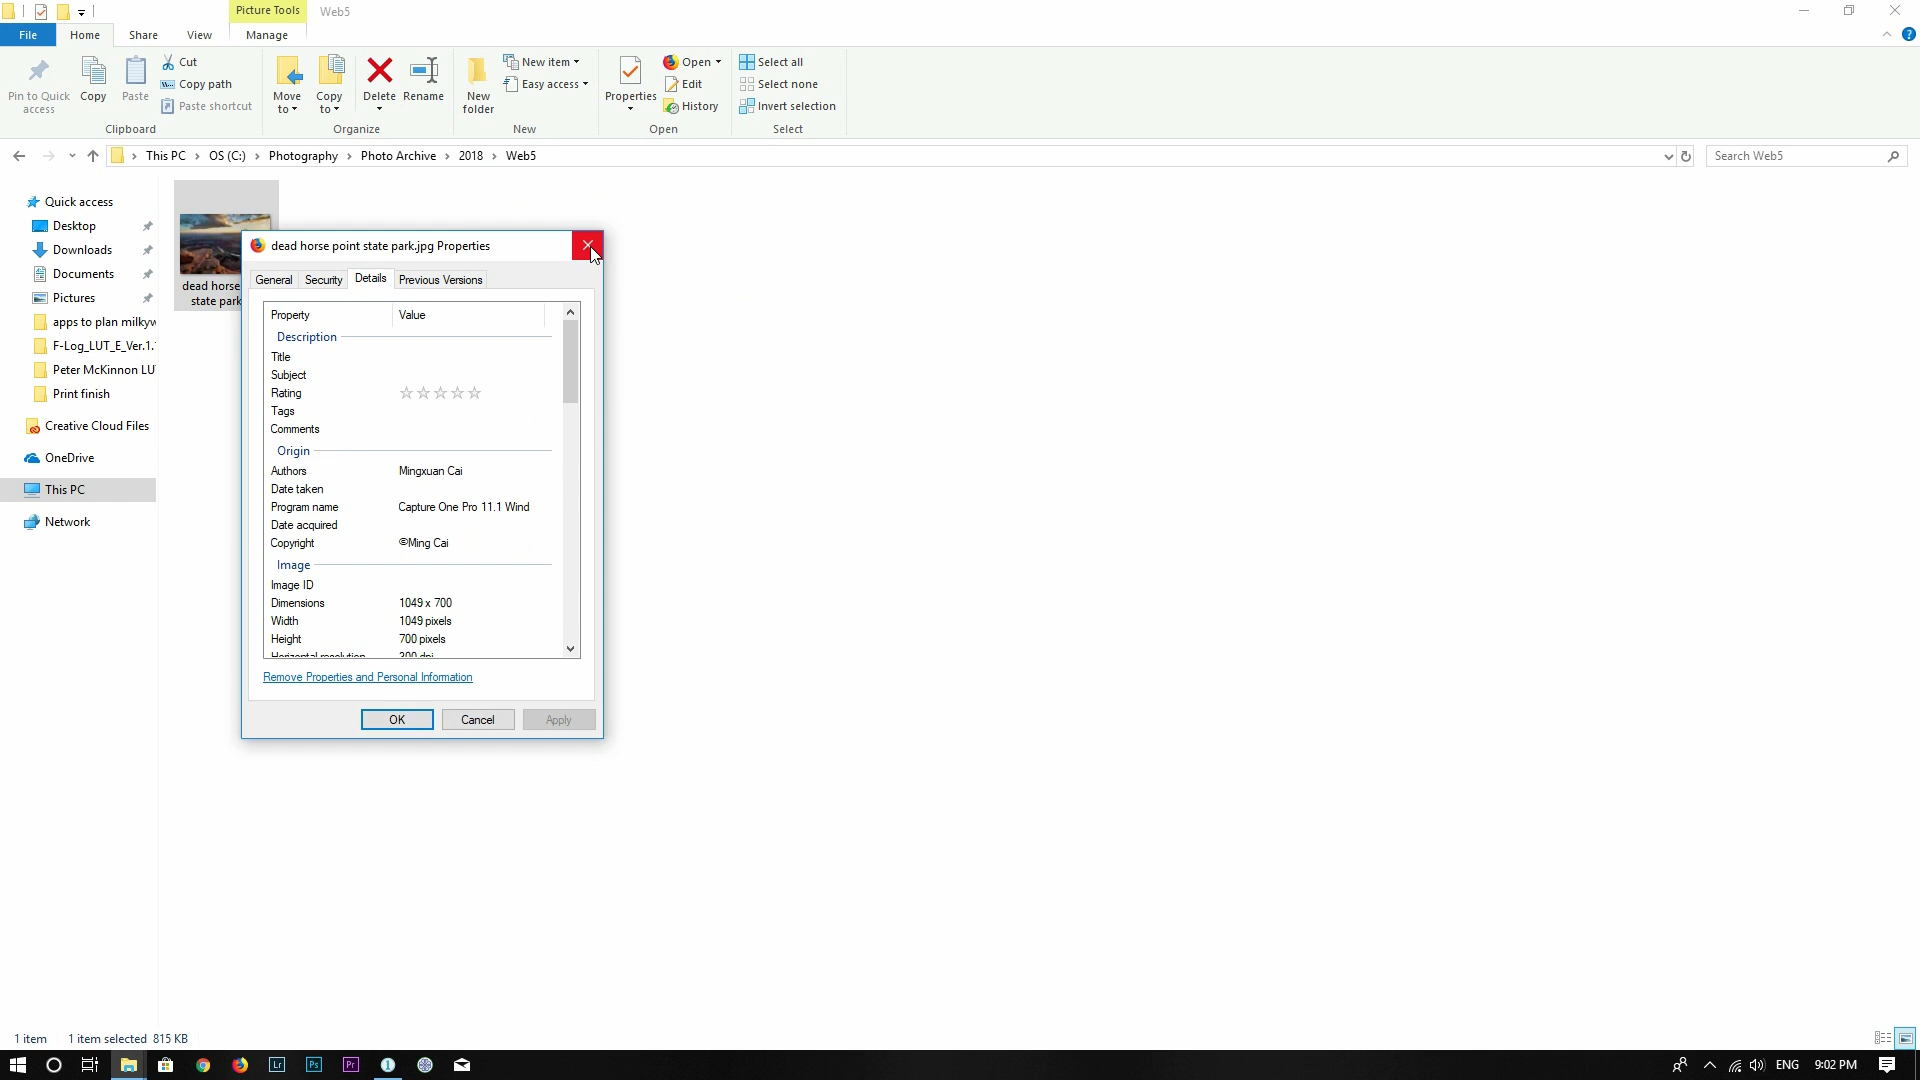 Picture Tools Web5
File Home Share View Manage
Pin to Quick access
Copy
Paste
Cut
Copy path
Paste shortcut
Clipboard
Move to
Copy to
Delete
Rename
Organize
New folder
New item
Easy access
New
Properties
Open
Edit
History
Open
Select all
Select none
Invert selection
Select
This PC > OS (C:) > Photography > Photo Archive > 2018 > Web5
Search Web5
Quick access
Desktop
Downloads
Documents
Pictures
apps to plan milkyw
F-Log_LUT_E_Ver.1.
Peter McKinnon LU
Print finish
Creative Cloud Files
OneDrive
This PC
Network
dead horse
state park
dead horse point state park.jpg Properties
General Security Details Previous Versions
Property Value
Description
Title
Subject
Rating
Tags
Comments
Origin
Authors Mingxuan Cai
Date taken
Program name Capture One Pro 11.1 Wind
Date acquired
Copyright ©Ming Cai
Image
Image ID
Dimensions 1049 x 700
Width 1049 pixels
Height 700 pixels
Horizontal resolution 300 dpi
Remove Properties and Personal Information
OK Cancel Apply
1 item 1 item selected 815 KB
Lr Ps Pr ENG 9:02 PM